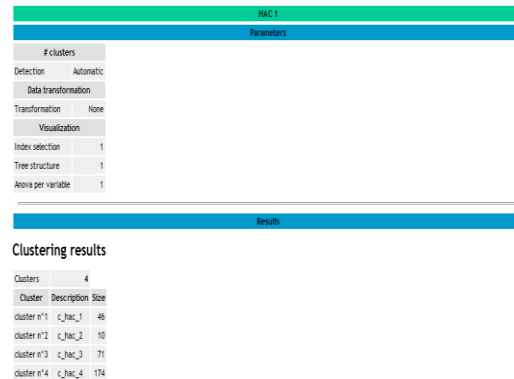 HAC 1
Parameters
# clusters
Detection Automatic
Data transformation
Transformation None
Visualization
Index selection 1
Tree structure 1
Anova per variable 1
Results
Clustering results
Clusters 4
Cluster Description Size
cluster n°1 c_hac_1 46
cluster n°2 c_hac_2 10
cluster n°3 c_hac_3 71
cluster n°4 c_hac_4 174